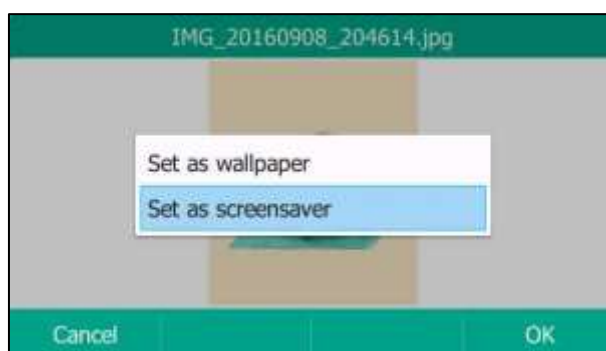 IMG_20160908_204614.jpg
Set as wallpaper
Set as screensaver
Cancel
OK